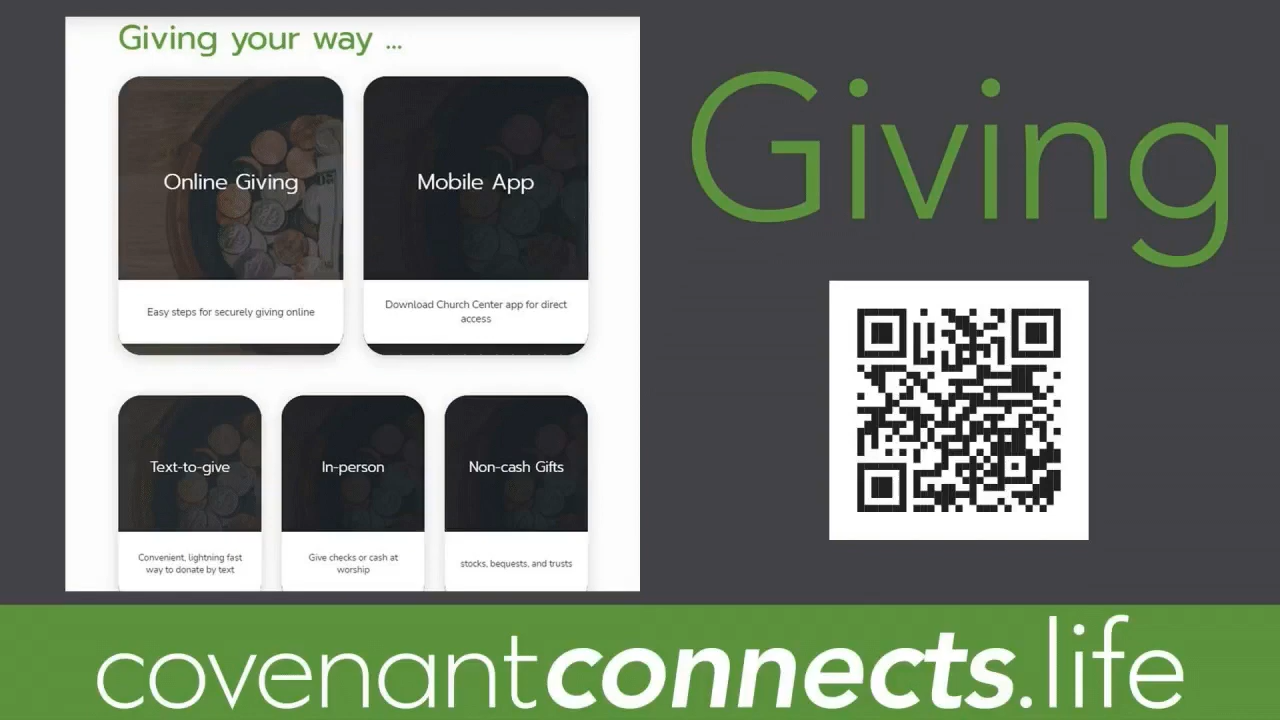 Giving your way ...
Online Giving
Easy steps for securely giving online
Mobile App
Download Church Center app for direct
access
Text-to-give
Convenient, lightning fast
way to donate by text
In-person
Give checks or cash at
worship
Non-cash Gifts
stocks, bequests, and trusts
Giving
covenantconnects.life